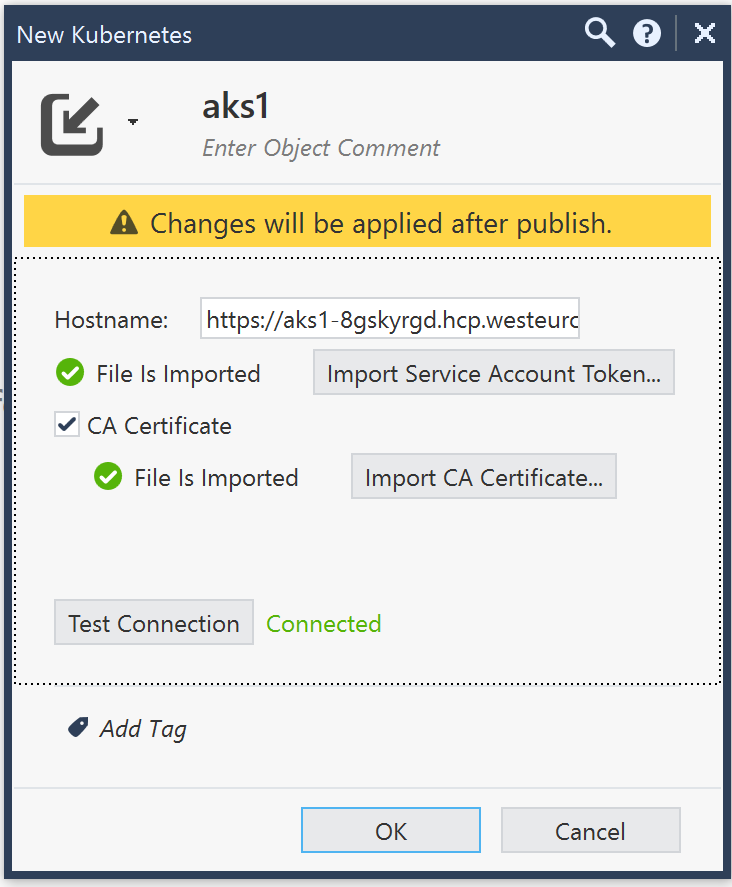 New Kubernetes
aks1
Enter Object Comment
Changes will be applied after publish.
Hostname: https://aks1-8gskyrgd.hcp.westeurc
File Is Imported Import Service Account Token...
CA Certificate
File Is Imported Import CA Certificate...
Test Connection Connected
Add Tag
OK Cancel